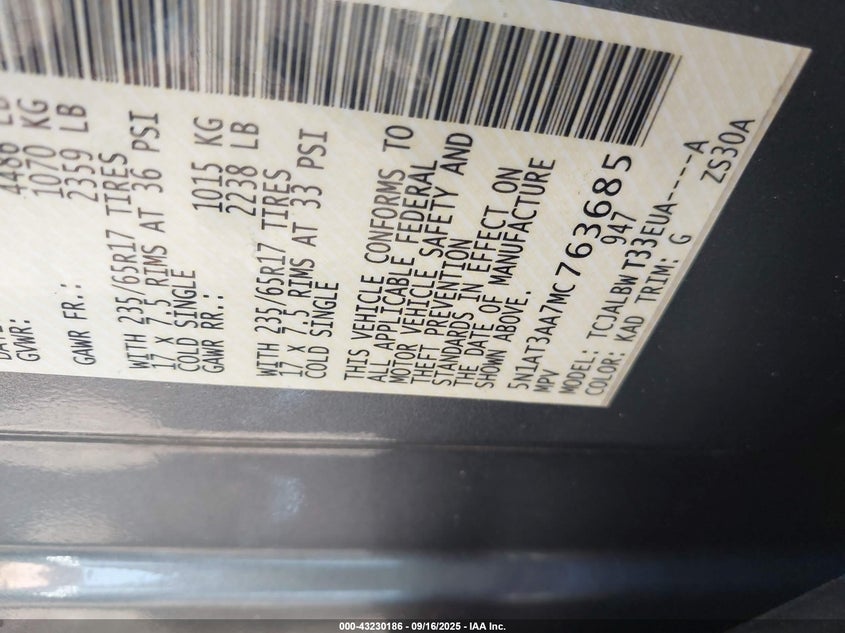 GVWR:
4486 LB
1070 KG
GAWR FR.: 2359 LB
WITH 235/65R17 TIRES
17 X 7.5 RIMS AT 36 PSI
COLD SINGLE
1015 KG
GAWR RR.: 2238 LB
WITH 235/65R17 TIRES
17 X 7.5 RIMS AT 33 PSI
COLD SINGLE
THIS VEHICLE CONFORMS TO
ALL APPLICABLE FEDERAL
MOTOR VEHICLE SAFETY AND
THEFT PREVENTION
STANDARDS IN EFFECT ON
THE DATE OF MANUFACTURE
SHOWN ABOVE.
5N1AT3AA7MC763685
MPV 947
MODEL: TCJALBW T33EUA----A
COLOR: KAD TRIM: G ZS30A
000-43230186 - 09/16/2025 - IAA Inc.